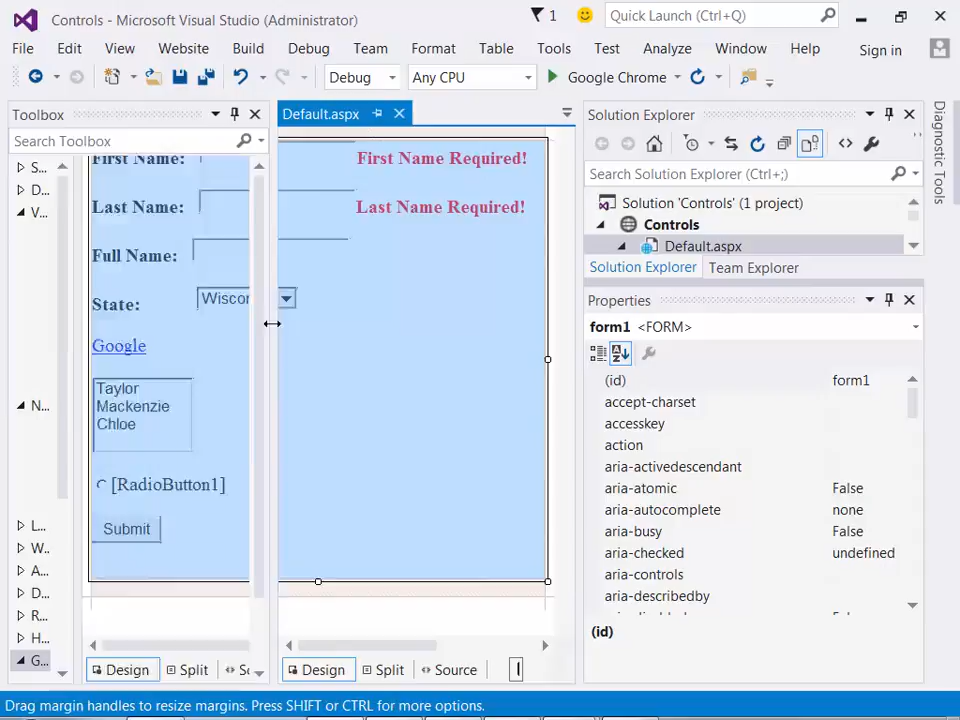 Controls - Microsoft Visual Studio (Administrator)
1
Quick Launch (Ctrl+Q)
File Edit View Website Build Debug Team Format Table Tools Test Analyze Window Help Sign in
Debug Any CPU Google Chrome
Toolbox
Default.aspx
Solution Explorer
Diagnostic Tools
Search Toolbox
S...
D...
V...
N...
L...
W...
A...
D...
R...
H...
G...
First Name:
First Name Required!
Last Name:
Last Name Required!
Full Name:
State:
Wiscon
Google
Taylor
Mackenzie
Chloe
[RadioButton1]
Submit
Design Split
Design Split Source
Search Solution Explorer (Ctrl+;)
Solution 'Controls' (1 project)
Controls
Default.aspx
Solution Explorer Team Explorer
Properties
form1 <FORM>
(id) form1
accept-charset
accesskey
action
aria-activedescendant
aria-atomic False
aria-autocomplete none
aria-busy False
aria-checked undefined
aria-controls
aria-describedby
(id)
Drag margin handles to resize margins. Press SHIFT or CTRL for more options.